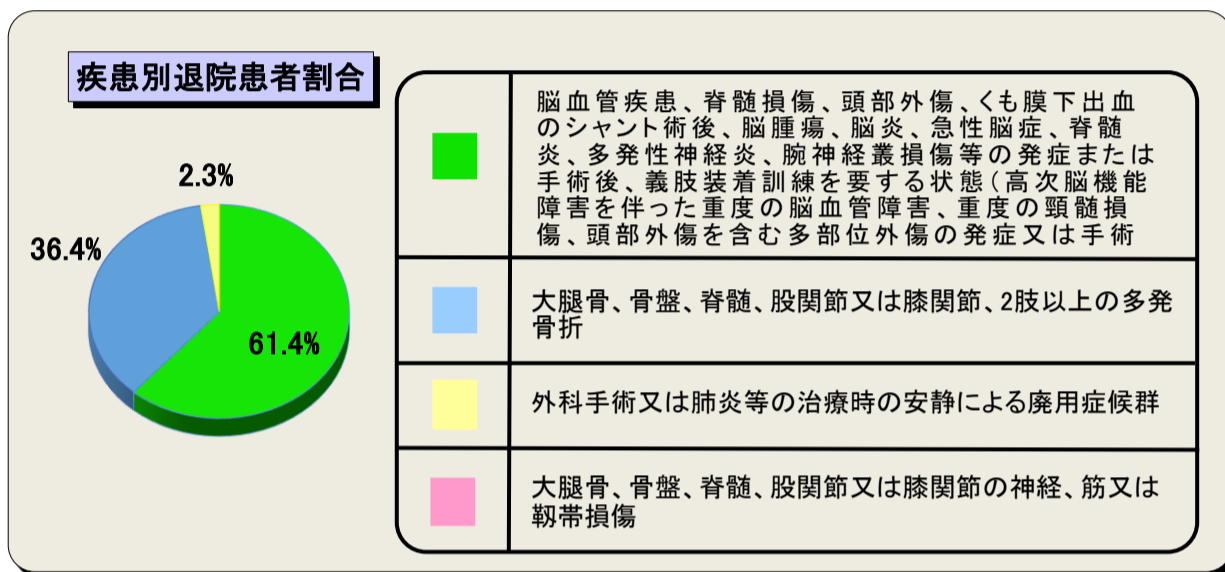 疾患別退院患者割合
2.3%
36.4%
61.4%
脳血管疾患、脊髄損傷、頭部外傷、くも膜下出血
のシャント術後、脳腫瘍、脳炎、急性脳症、脊髄
炎、多発性神経炎、腕神経叢損傷等の発症または
手術後、義肢装着訓練を要する状態(高次脳機能
障害を伴った重度の脳血管障害、重度の頸髄損
傷、頭部外傷を含む多部位外傷の発症又は手術
大腿骨、骨盤、脊髄、股関節又は膝関節、2肢以上の多発
骨折
外科手術又は肺炎等の治療時の安静による廃用症候群
大腿骨、骨盤、脊髄、股関節又は膝関節の神経、筋又は
靱帯損傷